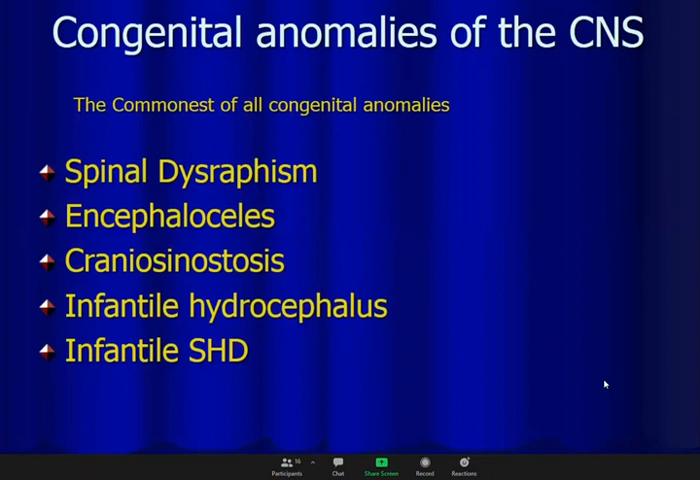 Congenital anomalies of the CNS
The Commonest of all congenital anomalies
Spinal Dysraphism
Encephaloceles
Craniosinostosis
Infantile hydrocephalus
Infantile SHD
16
Participants
Chat
Share Screen
Record
Reactions